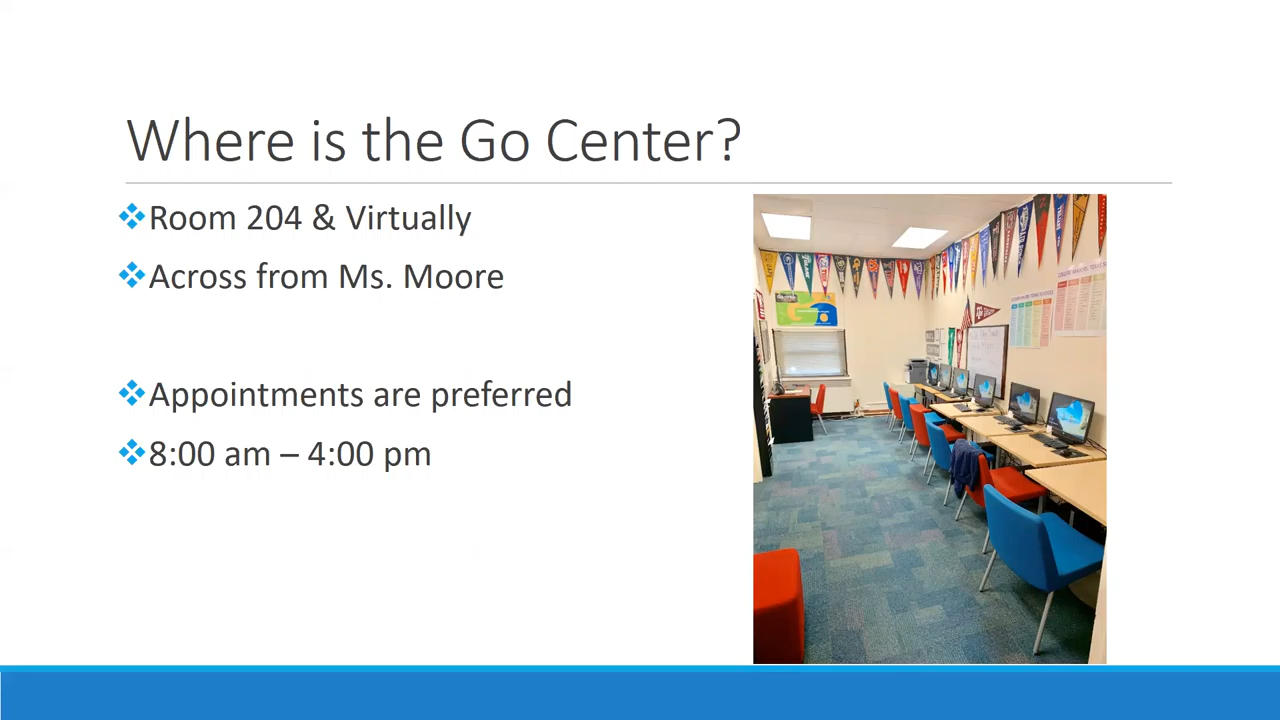 Where is the Go Center?
Room 204 & Virtually
Across from Ms. Moore
Appointments are preferred
8:00 am – 4:00 pm